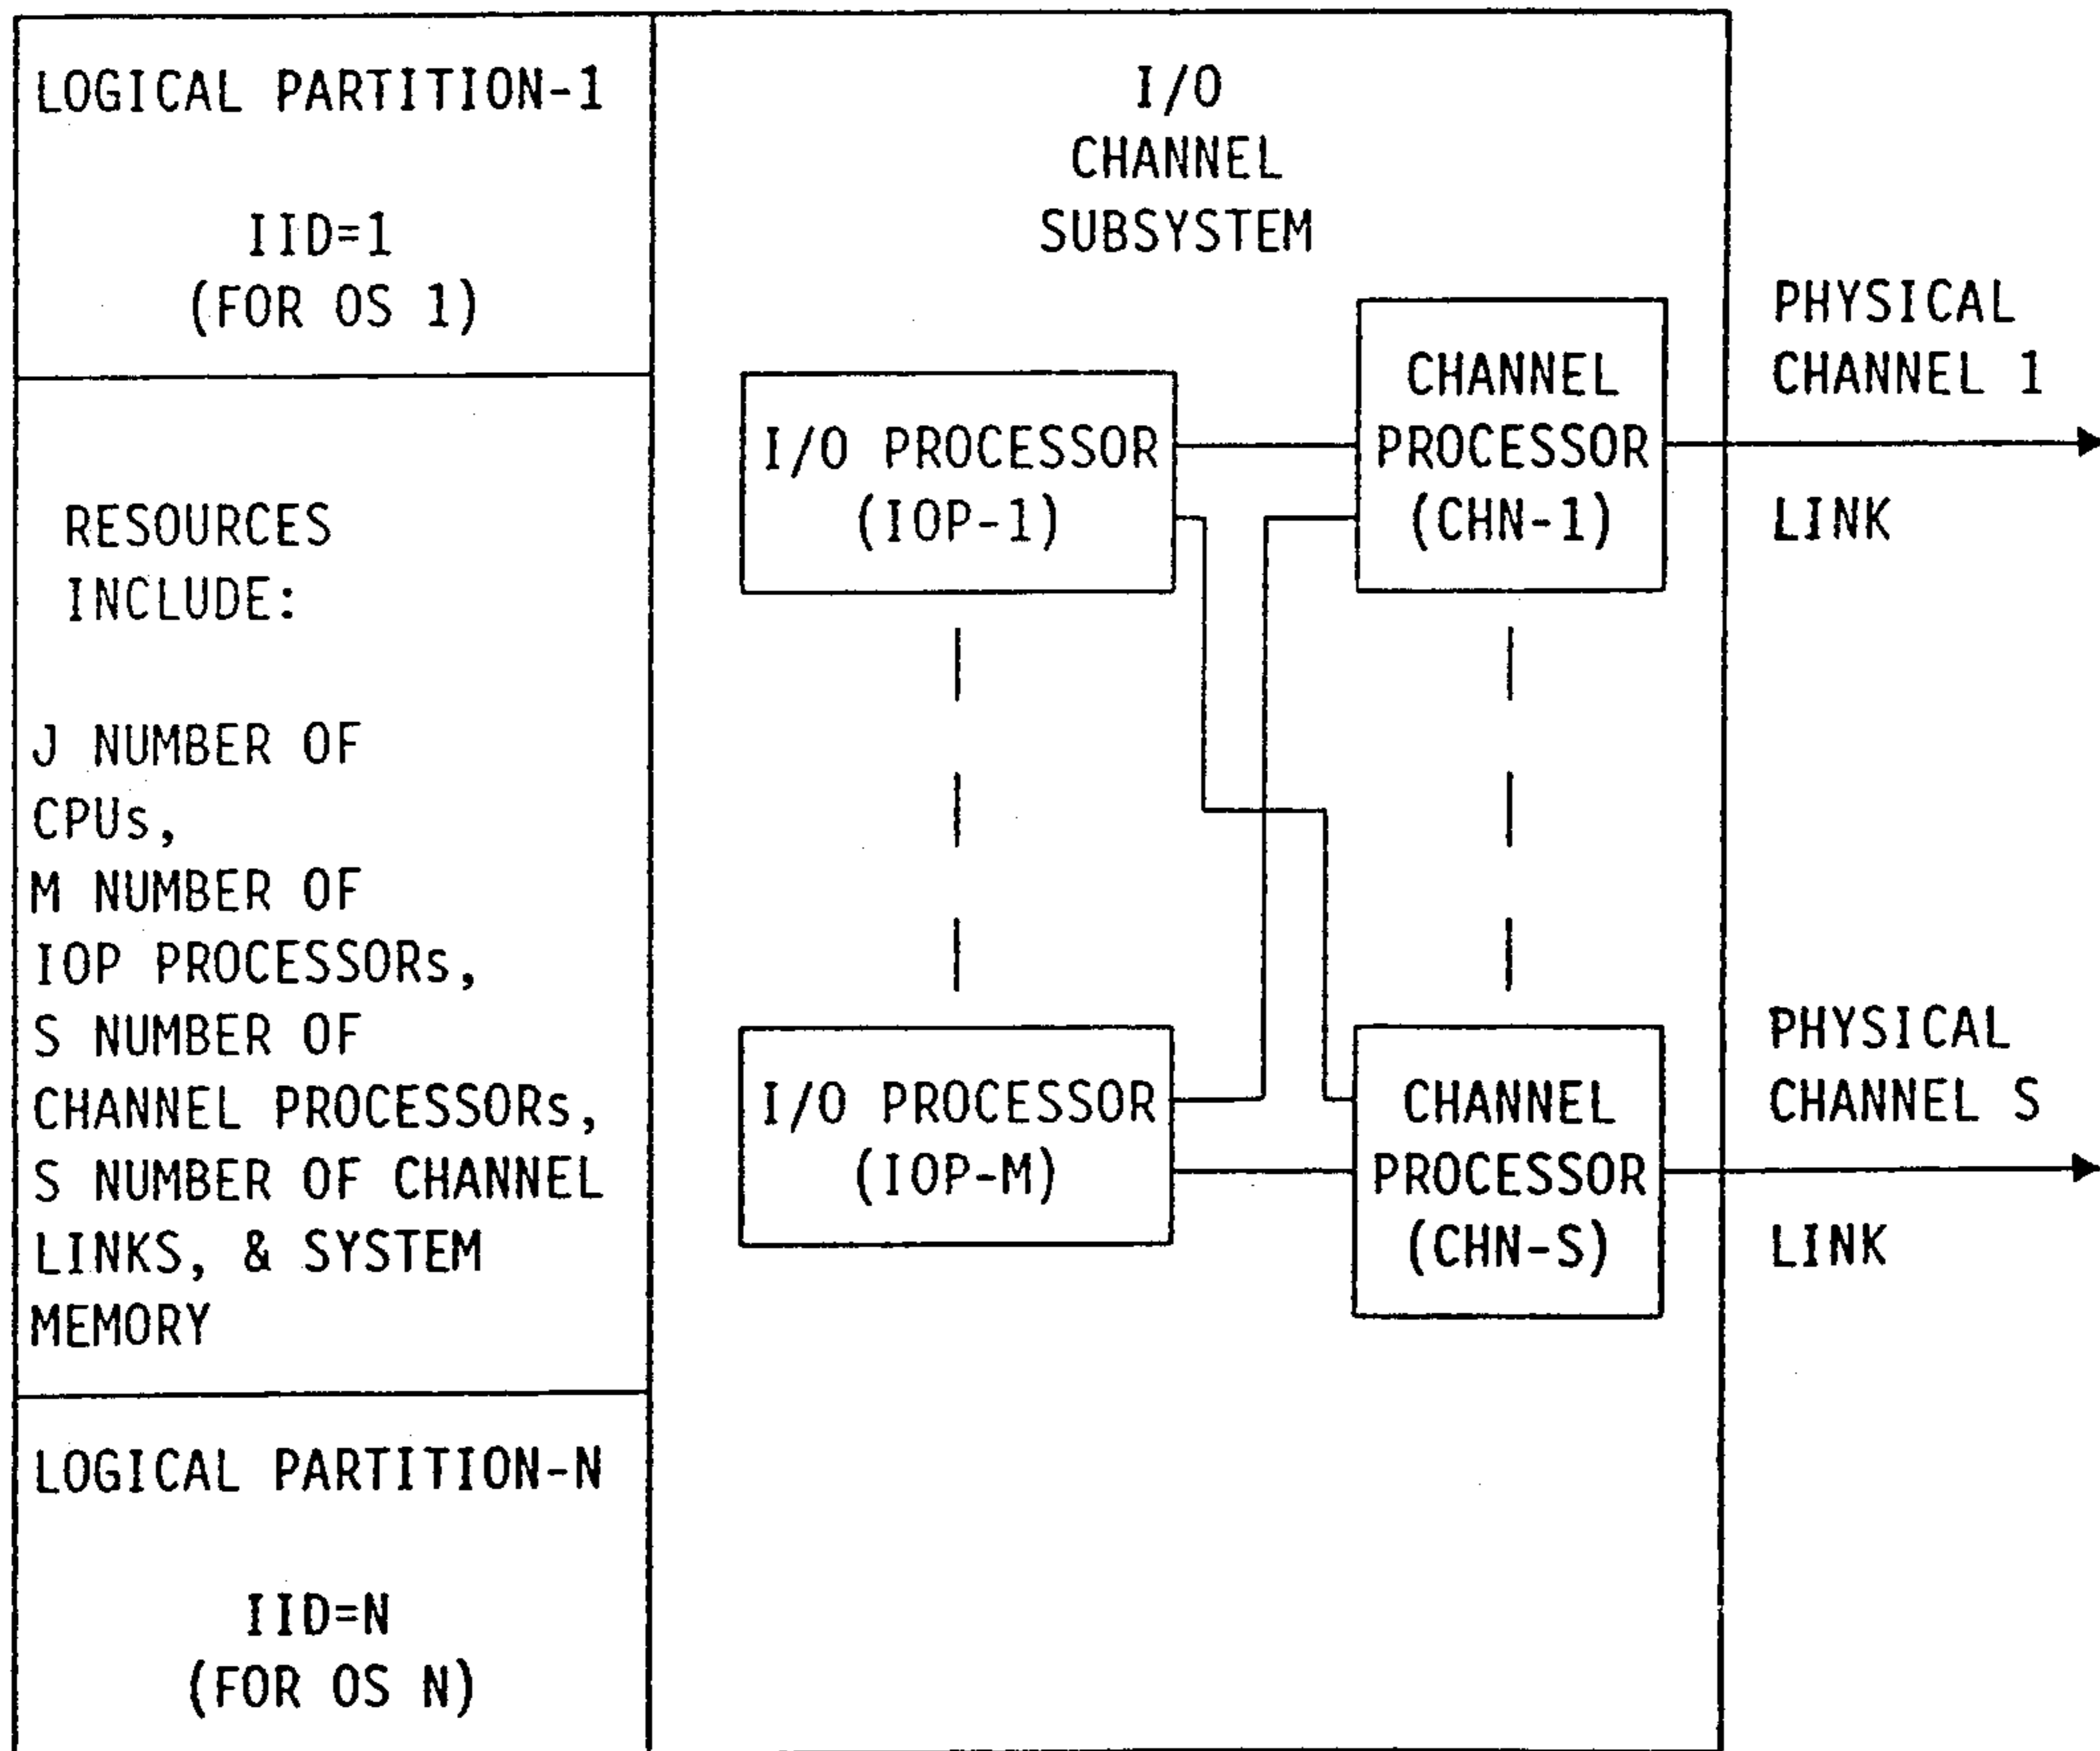 LOGICAL PARTITION-1
IID=1
(FOR OS 1)
RESOURCES
INCLUDE:
J NUMBER OF
CPUs,
M NUMBER OF
IOP PROCESSORs,
S NUMBER OF
CHANNEL PROCESSORs,
S NUMBER OF CHANNEL
LINKS, & SYSTEM
MEMORY
LOGICAL PARTITION-N
IID=N
(FOR OS N)
I/O
CHANNEL
SUBSYSTEM
I/O PROCESSOR
(IOP-1)
CHANNEL
PROCESSOR
(CHN-1)
PHYSICAL
CHANNEL 1
LINK
I/O PROCESSOR
(IOP-M)
CHANNEL
PROCESSOR
(CHN-S)
PHYSICAL
CHANNEL S
LINK